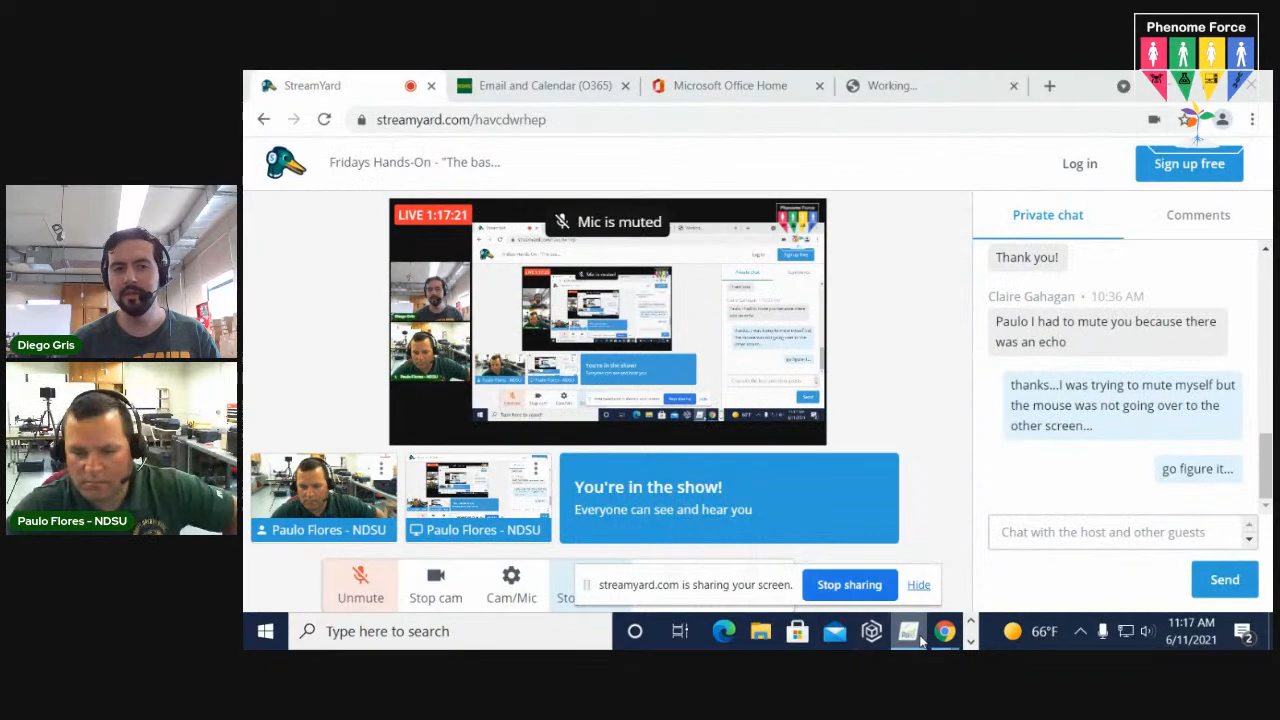 Phenome Force
StreamYard
Email and Calendar (O365)
Microsoft Office Home
Working...
streamyard.com/havcdwrhep
Fridays Hands-On - "The bas...
Log in
Sign up free
LIVE 1:17:21
Mic is muted
Private chat
Comments
Thank you!
Claire Gahagan • 10:36 AM
Paulo I had to mute you because there
was an echo
thanks...I was trying to mute myself but
the mouse was not going over to the
other screen...
go figure it...
Diego Gris
Paulo Flores - NDSU
Paulo Flores - NDSU
Paulo Flores - NDSU
You're in the show!
Everyone can see and hear you
Chat with the host and other guests
Send
Unmute
Stop cam
Cam/Mic
Sto
streamyard.com is sharing your screen.
Stop sharing
Hide
Type here to search
66°F
11:17 AM
6/11/2021
2